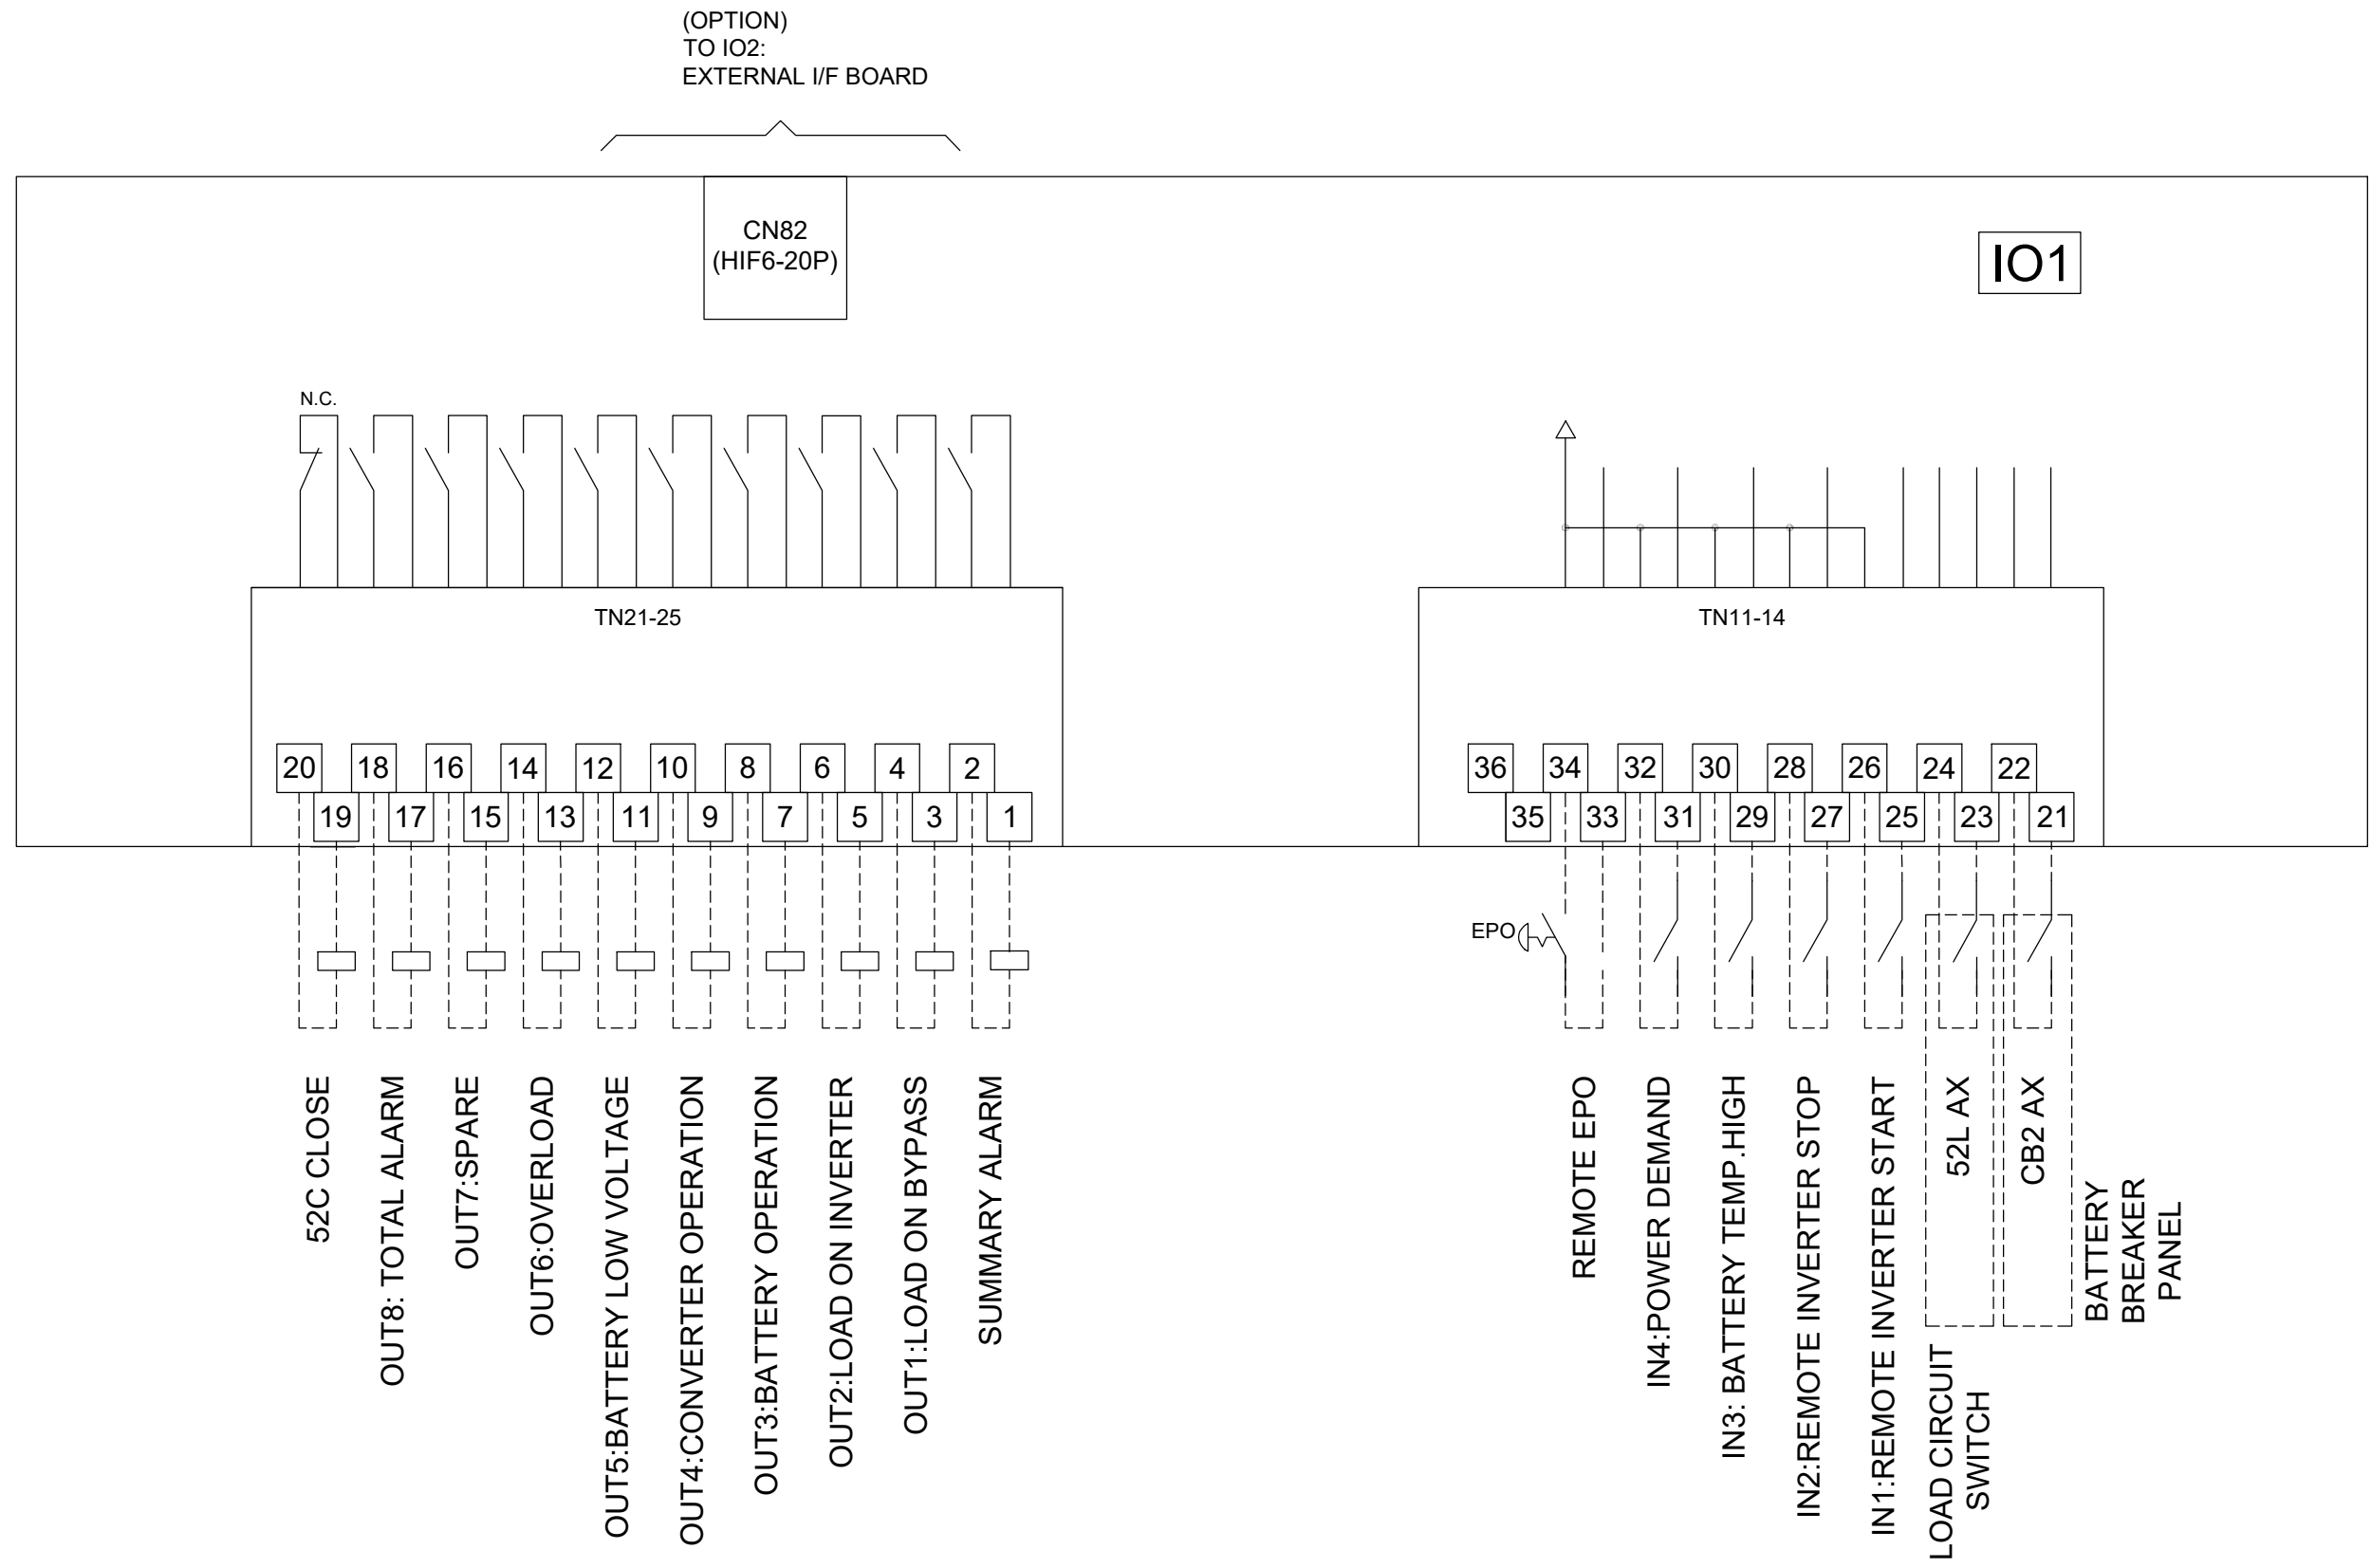 (OPTION)
TO IO2:
EXTERNAL I/F BOARD
CN82
(HIF6-20P)
IO1
N.C.
TN21-25
TN11-14
20 18 16 14 12 10 8 6 4 2
19 17 15 13 11 9 7 5 3 1
36 34 32 30 28 26 24 22
35 33 31 29 27 25 23 21
EPO
52C CLOSE
OUT8: TOTAL ALARM
OUT7:SPARE
OUT6:OVERLOAD
OUT5:BATTERY LOW VOLTAGE
OUT4:CONVERTER OPERATION
OUT3:BATTERY OPERATION
OUT2:LOAD ON INVERTER
OUT1:LOAD ON BYPASS
SUMMARY ALARM
REMOTE EPO
IN4:POWER DEMAND
IN3: BATTERY TEMP.HIGH
IN2:REMOTE INVERTER STOP
IN1:REMOTE INVERTER START
52L AX
LOAD CIRCUIT
SWITCH
CB2 AX
BATTERY
BREAKER
PANEL